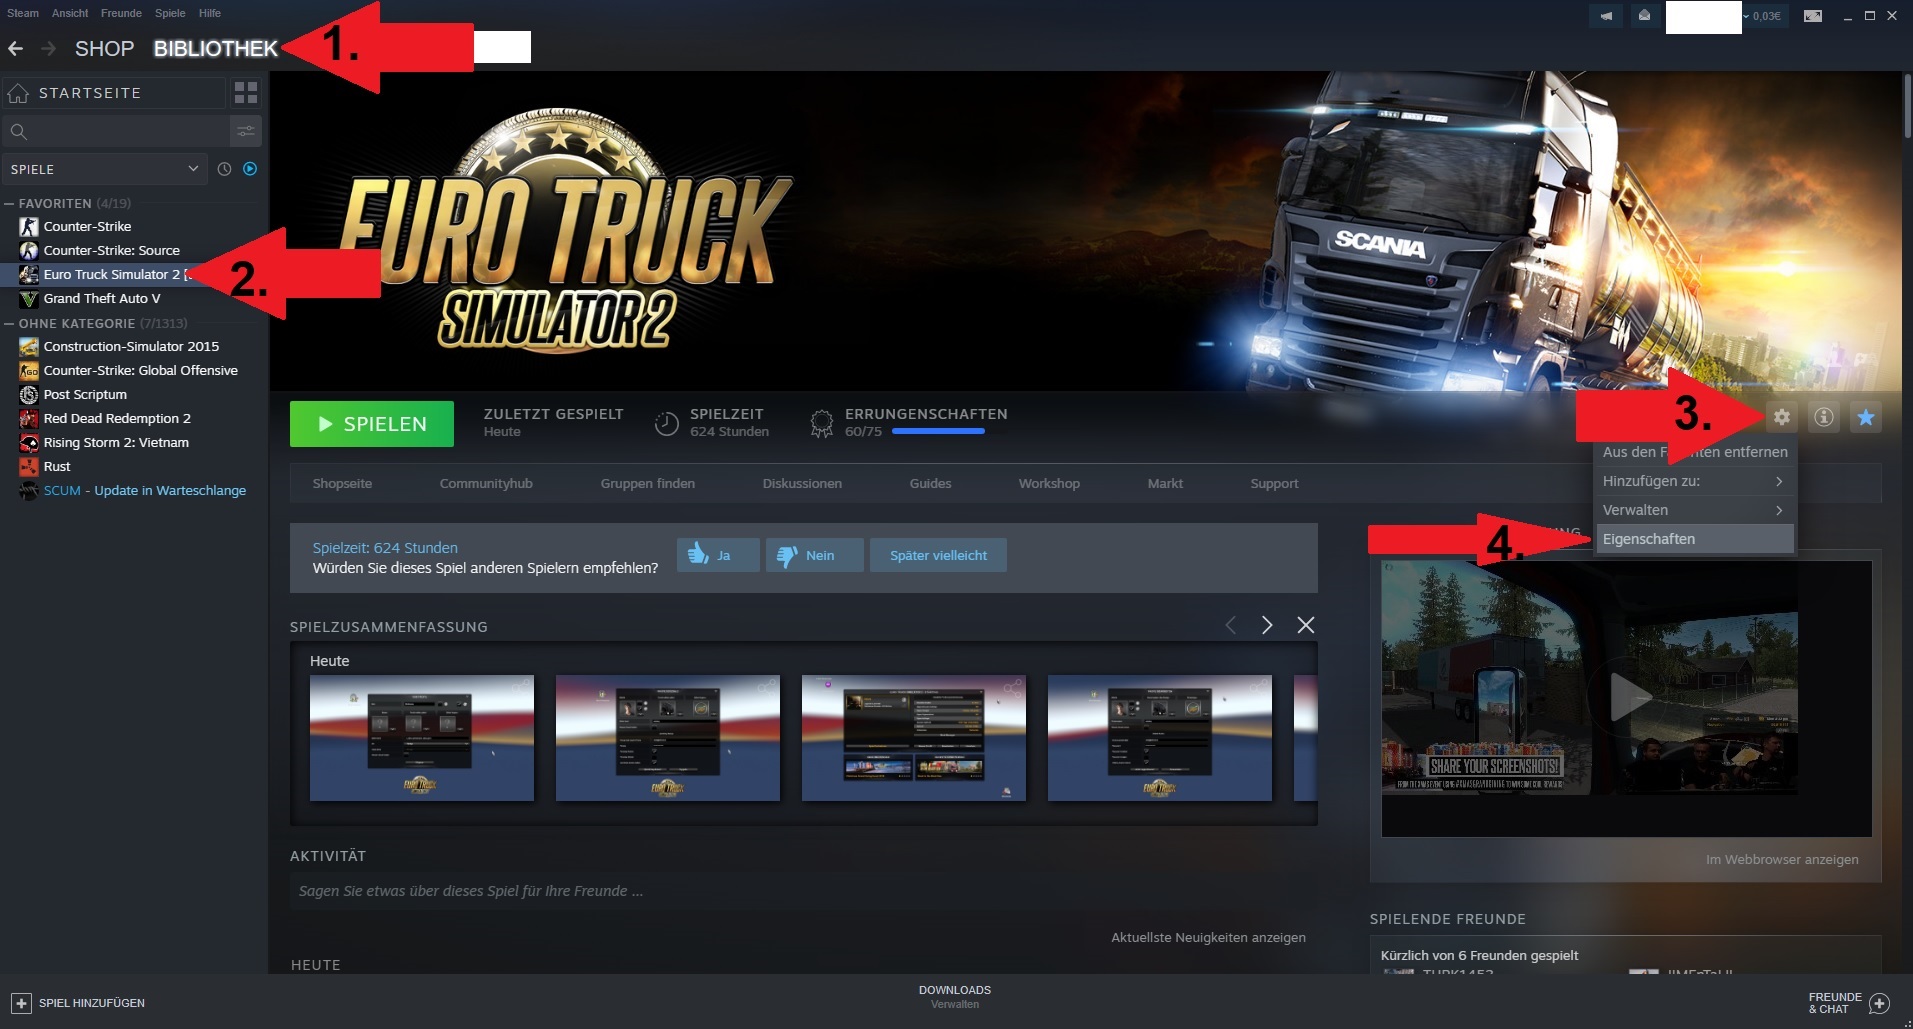 Steam Ansicht Freunde Spiele Hilfe
0,03€
SHOP BIBLIOTHEK
1.
STARTSEITE
SPIELE
FAVORITEN (4/19)
Counter-Strike
Counter-Strike: Source
Euro Truck Simulator 2
2.
Grand Theft Auto V
OHNE KATEGORIE (7/1313)
Construction-Simulator 2015
Counter-Strike: Global Offensive
Post Scriptum
Red Dead Redemption 2
Rising Storm 2: Vietnam
Rust
SCUM - Update in Warteschlange
EURO TRUCK
SIMULATOR 2
SCANIA
SPIELEN
ZULETZT GESPIELT
Heute
SPIELZEIT
624 Stunden
ERRUNGENSCHAFTEN
60/75
3.
Aus den entfernen
Hinzufügen zu:
Verwalten
Eigenschaften
4.
Shopseite Communityhub Gruppen finden Diskussionen Guides Workshop Markt Support
Spielzeit: 624 Stunden
Würden Sie dieses Spiel anderen Spielern empfehlen?
Ja Nein Später vielleicht
SPIELZUSAMMENFASSUNG
Heute
EURO TRUCK
EURO TRUCK
EURO TRUCK
SHARE YOUR SCREENSHOTS!
Im Webbrowser anzeigen
AKTIVITÄT
Sagen Sie etwas über dieses Spiel für Ihre Freunde ...
Aktuellste Neuigkeiten anzeigen
HEUTE
SPIELENDE FREUNDE
Kürzlich von 6 Freunden gespielt
SPIEL HINZUFÜGEN
DOWNLOADS
Verwalten
FREUNDE
& CHAT